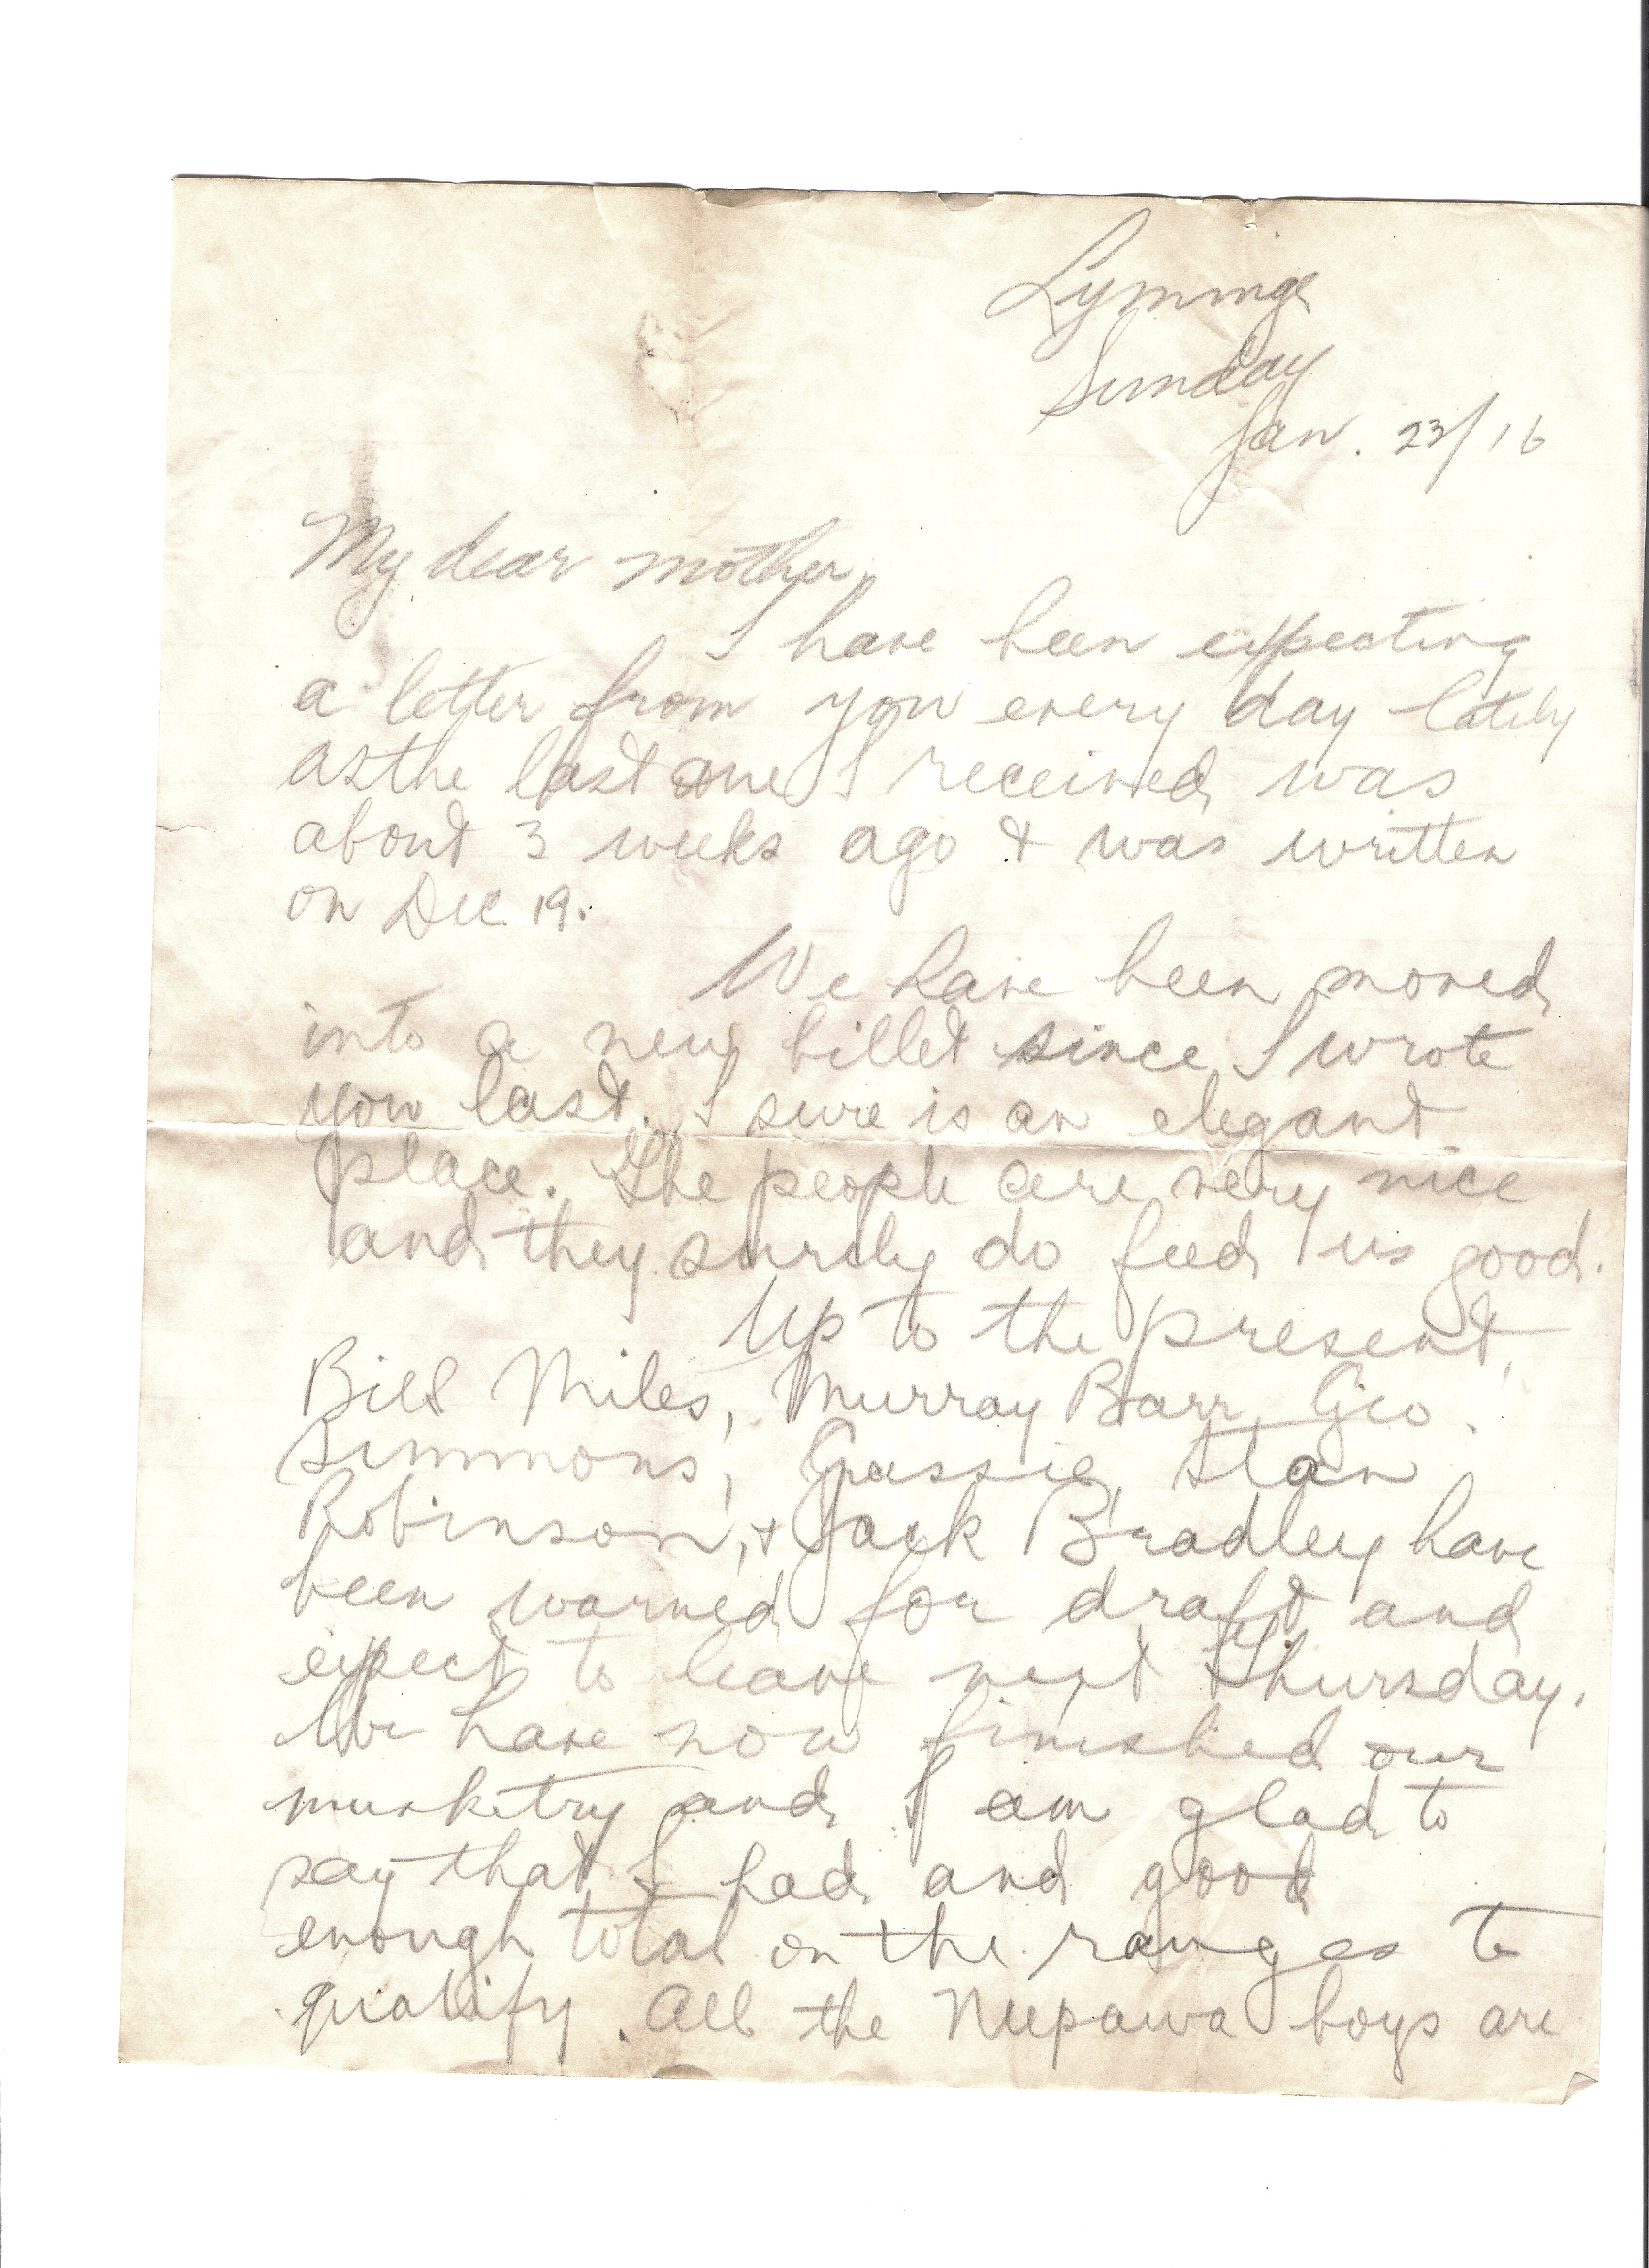 Lyminge
Sunday
Jan. 23/16
My dear mother,
I have been expecting
a letter from you every day lately
as the last one I received was
about 3 weeks ago & was written
on Dec 19.
We have been moved
into a new billet since I wrote
you last. I sure is an elegant
place. The people are very nice
and they surely do feed us good.
Up to the present,
Bill Miles, Murray Barr, Geo.
Simmons, Gassie, Stan
Robinson, & Jack Bradley have
been warned for draft and
expect to leave next Thursday.
We have now finished our
musketry and I am glad to
say that I had and good
enough total on the ranges to
qualify. All the Neepawa boys are